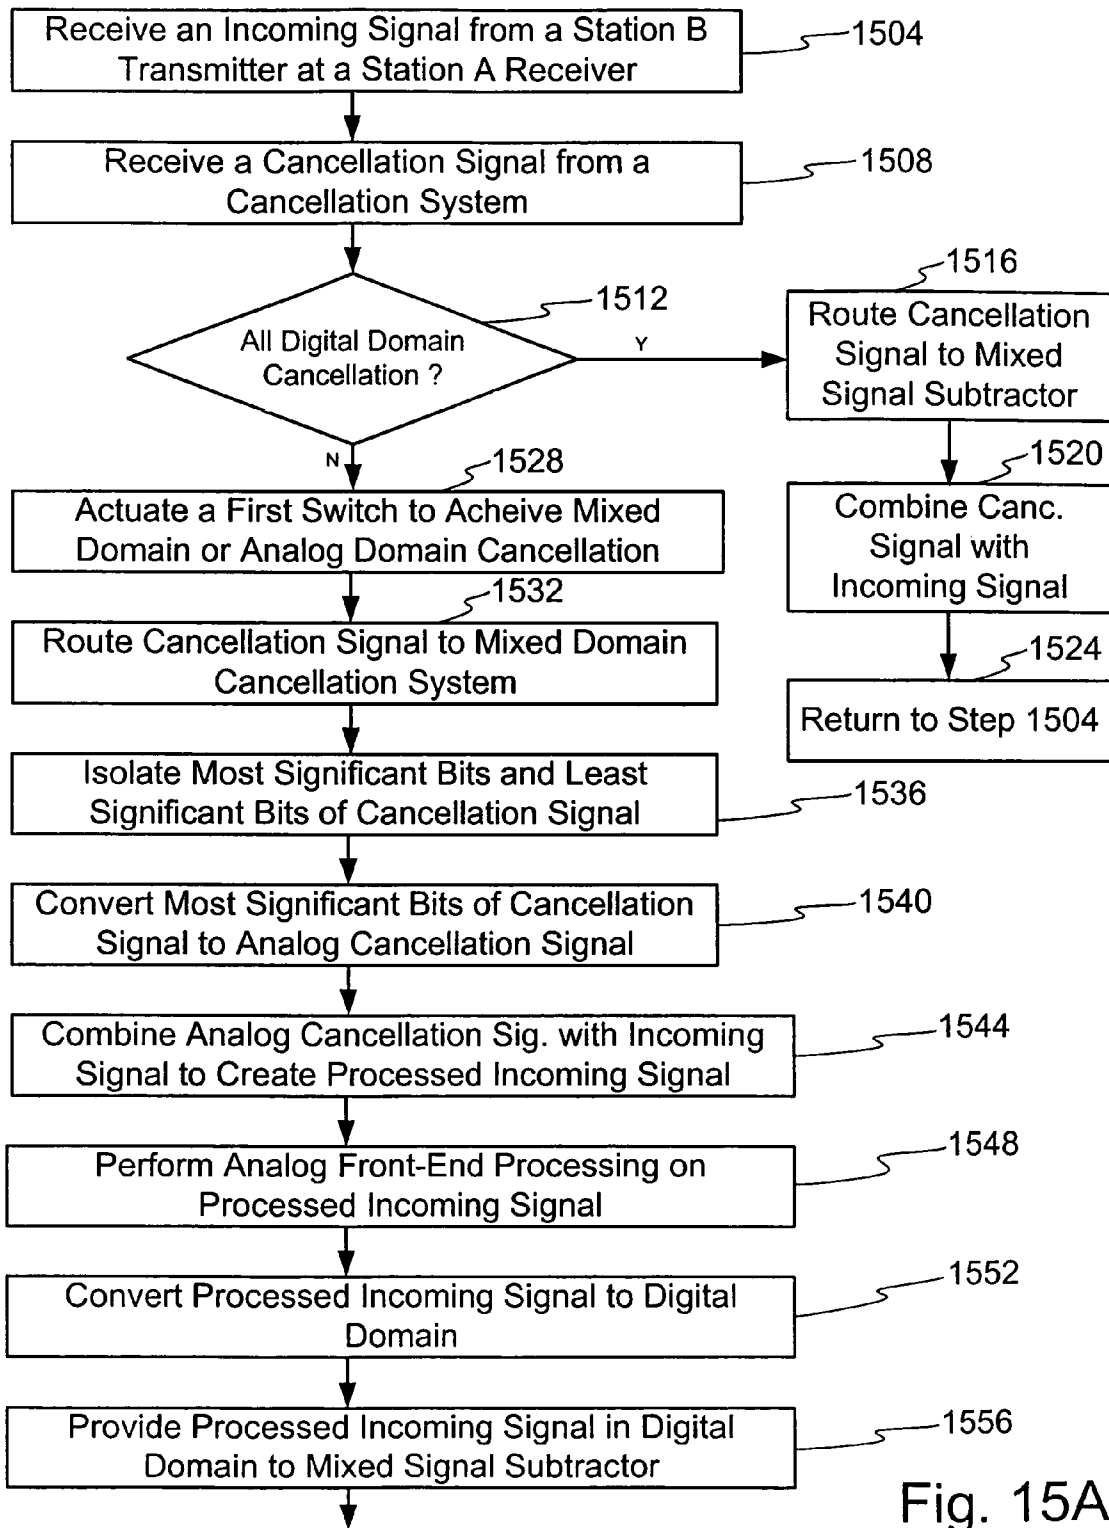 Receive an Incoming Signal from a Station B
Transmitter at a Station A Receiver
1504
Receive a Cancellation Signal from a
Cancellation System
1508
All Digital Domain
Cancellation ?
1512
Y
N
1516
Route Cancellation
Signal to Mixed
Signal Subtractor
1520
Combine Canc.
Signal with
Incoming Signal
1524
Return to Step 1504
1528
Actuate a First Switch to Acheive Mixed
Domain or Analog Domain Cancellation
1532
Route Cancellation Signal to Mixed Domain
Cancellation System
Isolate Most Significant Bits and Least
Significant Bits of Cancellation Signal
1536
Convert Most Significant Bits of Cancellation
Signal to Analog Cancellation Signal
1540
Combine Analog Cancellation Sig. with Incoming
Signal to Create Processed Incoming Signal
1544
Perform Analog Front-End Processing on
Processed Incoming Signal
1548
Convert Processed Incoming Signal to Digital
Domain
1552
Provide Processed Incoming Signal in Digital
Domain to Mixed Signal Subtractor
1556
Fig. 15A